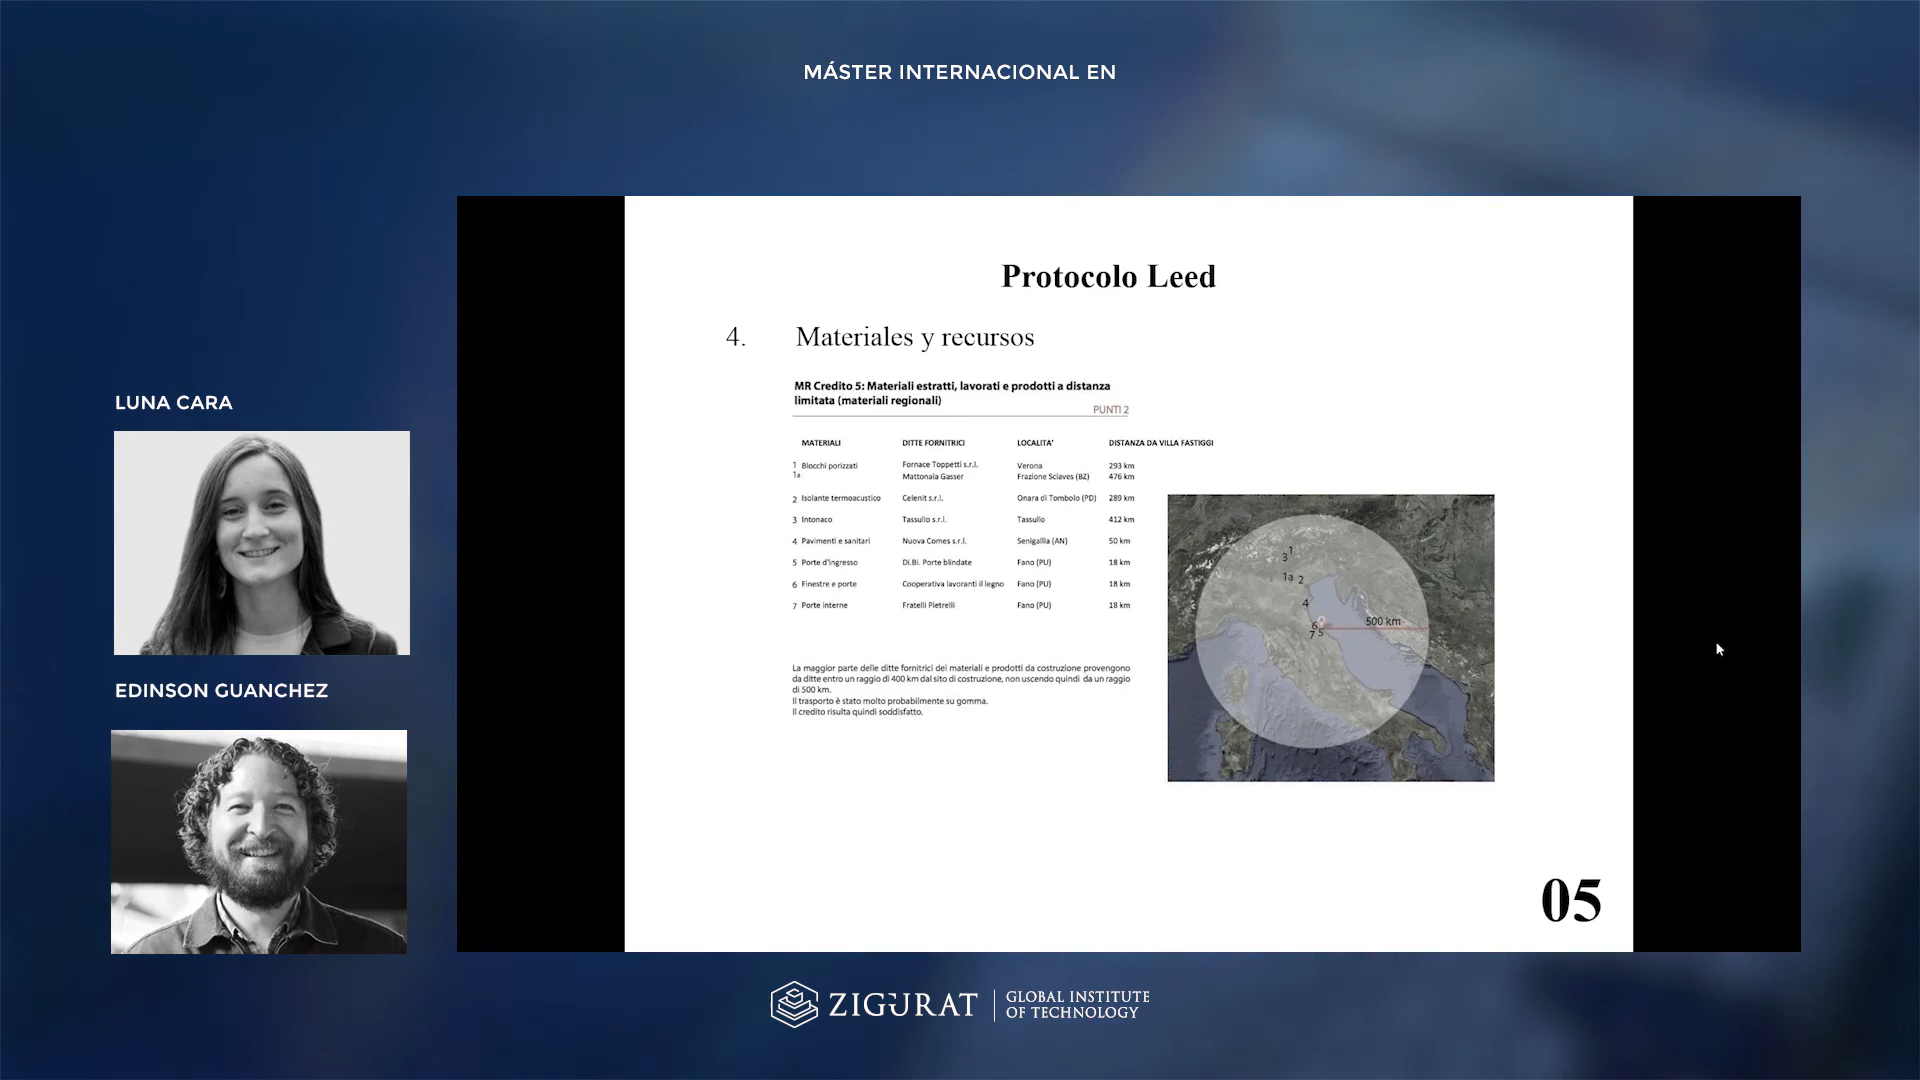 MÁSTER INTERNACIONAL EN
LUNA CARA
EDINSON GUANCHEZ
Protocolo Leed
4. Materiales y recursos
MR Credito 5: Materiali estratti, lavorati e prodotti a distanza
limitata (materiali regionali)
PUNTI 2
MATERIALI DITTE FORNITRICI LOCALITA' DISTANZA DA VILLA FASTIGGI
1 Blocchi porizzati Fornace Toppetti s.r.l. Verona 293 km
1a Mattonaia Gasser Frazione Sciaves (BZ) 476 km
2 Isolante termoacustico Celenit s.r.l. Onara di Tombolo (PD) 289 km
3 Intonaco Tassullo s.r.l. Tassullo 412 km
4 Pavimenti e sanitari Nuova Comes s.r.l. Senigallia (AN) 50 km
5 Porte d'ingresso Di.Bi. Porte blindate Fano (PU) 18 km
6 Finestre e porte Cooperativa lavoranti il legno Fano (PU) 18 km
7 Porte interne Fratelli Pietrelli Fano (PU) 18 km
La maggior parte delle ditte fornitrici dei materiali e prodotti da costruzione provengono
da ditte entro un raggio di 400 km dal sito di costruzione, non uscendo quindi da un raggio
di 500 km.
Il trasporto è stato molto probabilmente su gomma.
Il credito risulta quindi soddisfatto.
1
3
1a 2
4
500 km
6
7 5
05
ZIGURAT
GLOBAL INSTITUTE
OF TECHNOLOGY